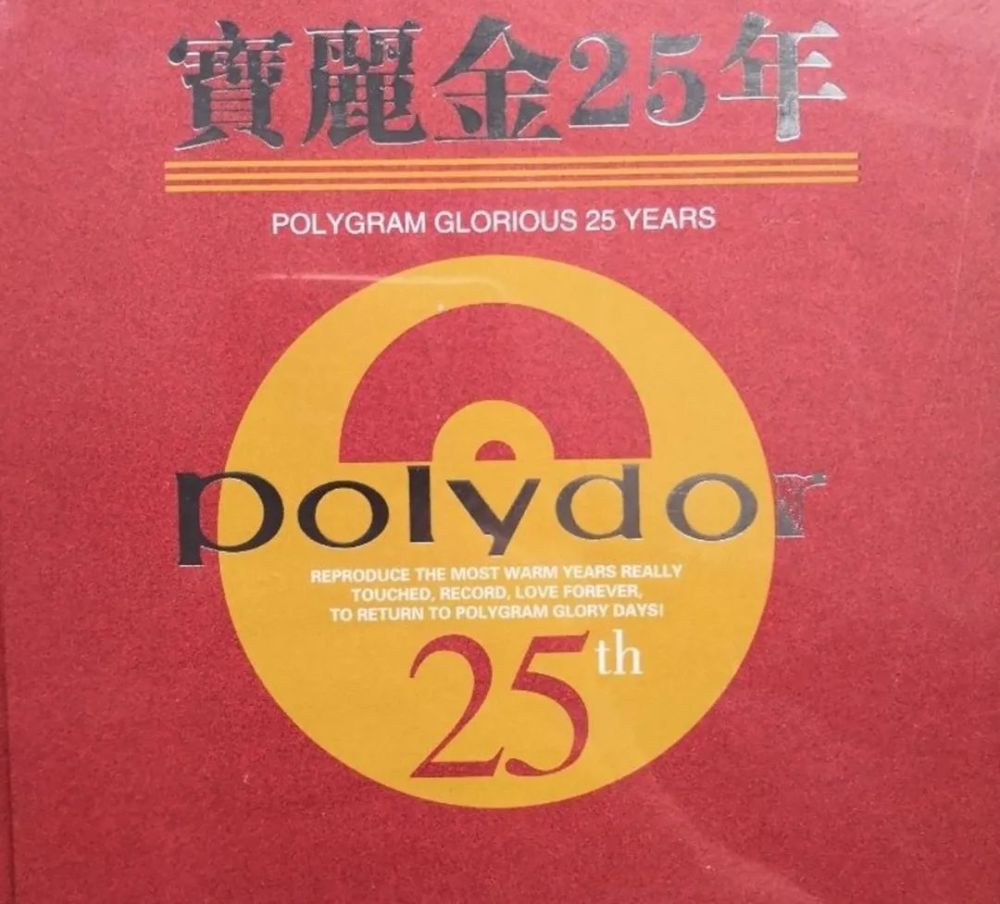 寶麗金25年
POLYGRAM GLORIOUS 25 YEARS
polydor
REPRODUCE THE MOST WARM YEARS REALLY
TOUCHED, RECORD, LOVE FOREVER,
TO RETURN TO POLYGRAM GLORY DAYS!
25th